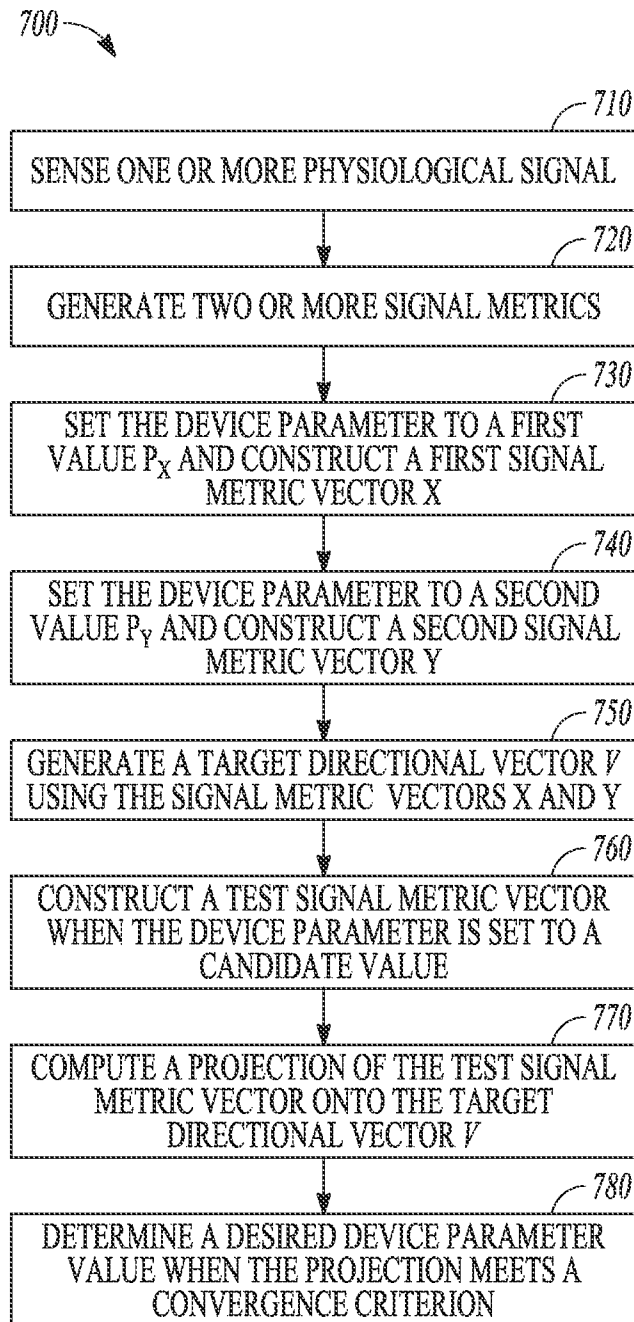 700
710
SENSE ONE OR MORE PHYSIOLOGICAL SIGNAL
720
GENERATE TWO OR MORE SIGNAL METRICS
730
SET THE DEVICE PARAMETER TO A FIRST
VALUE PX AND CONSTRUCT A FIRST SIGNAL
METRIC VECTOR X
740
SET THE DEVICE PARAMETER TO A SECOND
VALUE PY AND CONSTRUCT A SECOND SIGNAL
METRIC VECTOR Y
750
GENERATE A TARGET DIRECTIONAL VECTOR V
USING THE SIGNAL METRIC VECTORS X AND Y
760
CONSTRUCT A TEST SIGNAL METRIC VECTOR
WHEN THE DEVICE PARAMETER IS SET TO A
CANDIDATE VALUE
770
COMPUTE A PROJECTION OF THE TEST SIGNAL
METRIC VECTOR ONTO THE TARGET
DIRECTIONAL VECTOR V
780
DETERMINE A DESIRED DEVICE PARAMETER
VALUE WHEN THE PROJECTION MEETS A
CONVERGENCE CRITERION